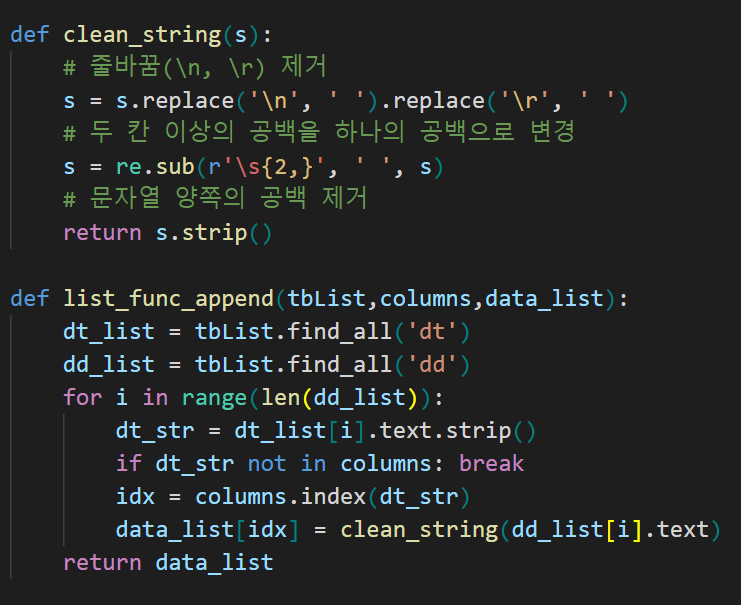 def clean_string(s):
    # 줄바꿈(\n, \r) 제거
    s = s.replace('\n', ' ').replace('\r', ' ')
    # 두 칸 이상의 공백을 하나의 공백으로 변경
    s = re.sub(r'\s{2,}', ' ', s)
    # 문자열 양쪽의 공백 제거
    return s.strip()

def list_func_append(tbList,columns,data_list):
    dt_list = tbList.find_all('dt')
    dd_list = tbList.find_all('dd')
    for i in range(len(dd_list)):
        dt_str = dt_list[i].text.strip()
        if dt_str not in columns: break
        idx = columns.index(dt_str)
        data_list[idx] = clean_string(dd_list[i].text)
    return data_list